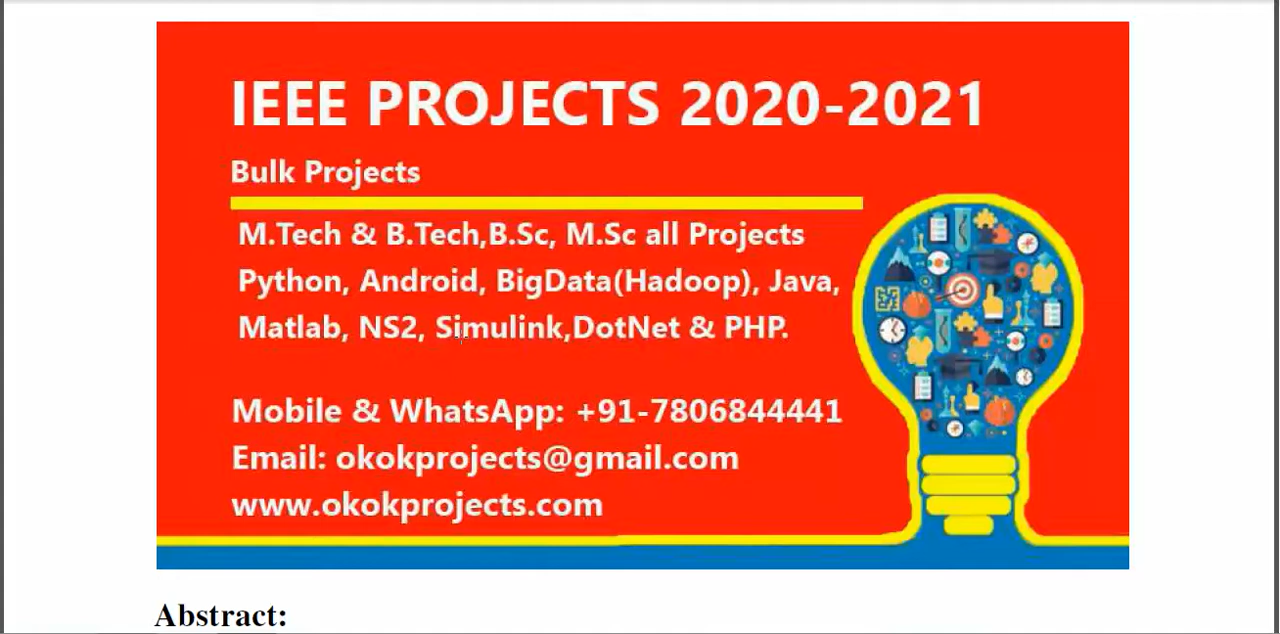 IEEE PROJECTS 2020-2021
Bulk Projects
M.Tech & B.Tech,B.Sc, M.Sc all Projects
Python, Android, BigData(Hadoop), Java,
Matlab, NS2, Simulink,DotNet & PHP.
Mobile & WhatsApp: +91-7806844441
Email: okokprojects@gmail.com
www.okokprojects.com
Abstract: